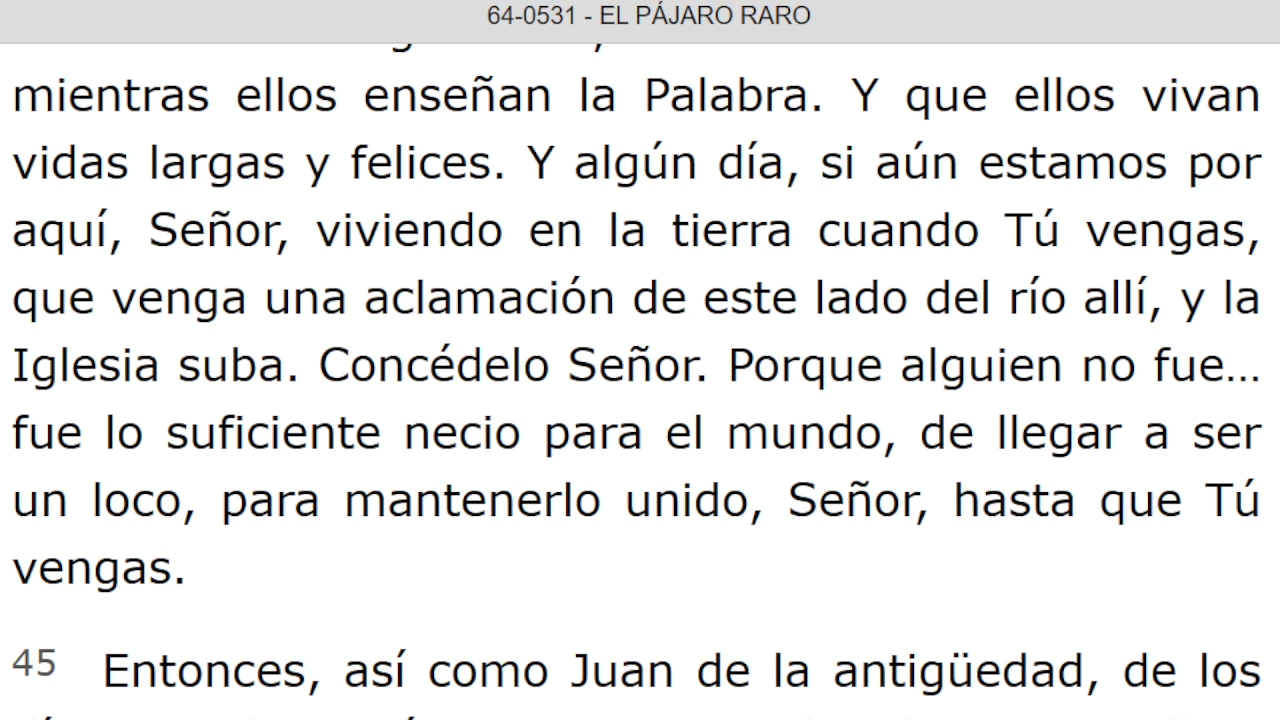 64-0531 - EL PÁJARO RARO
mientras ellos enseñan la Palabra. Y que ellos vivan
vidas largas y felices. Y algún día, si aún estamos por
aquí, Señor, viviendo en la tierra cuando Tú vengas,
que venga una aclamación de este lado del río allí, y la
Iglesia suba. Concédelo Señor. Porque alguien no fue…
fue lo suficiente necio para el mundo, de llegar a ser
un loco, para mantenerlo unido, Señor, hasta que Tú
vengas.
45 Entonces, así como Juan de la antigüedad, de los